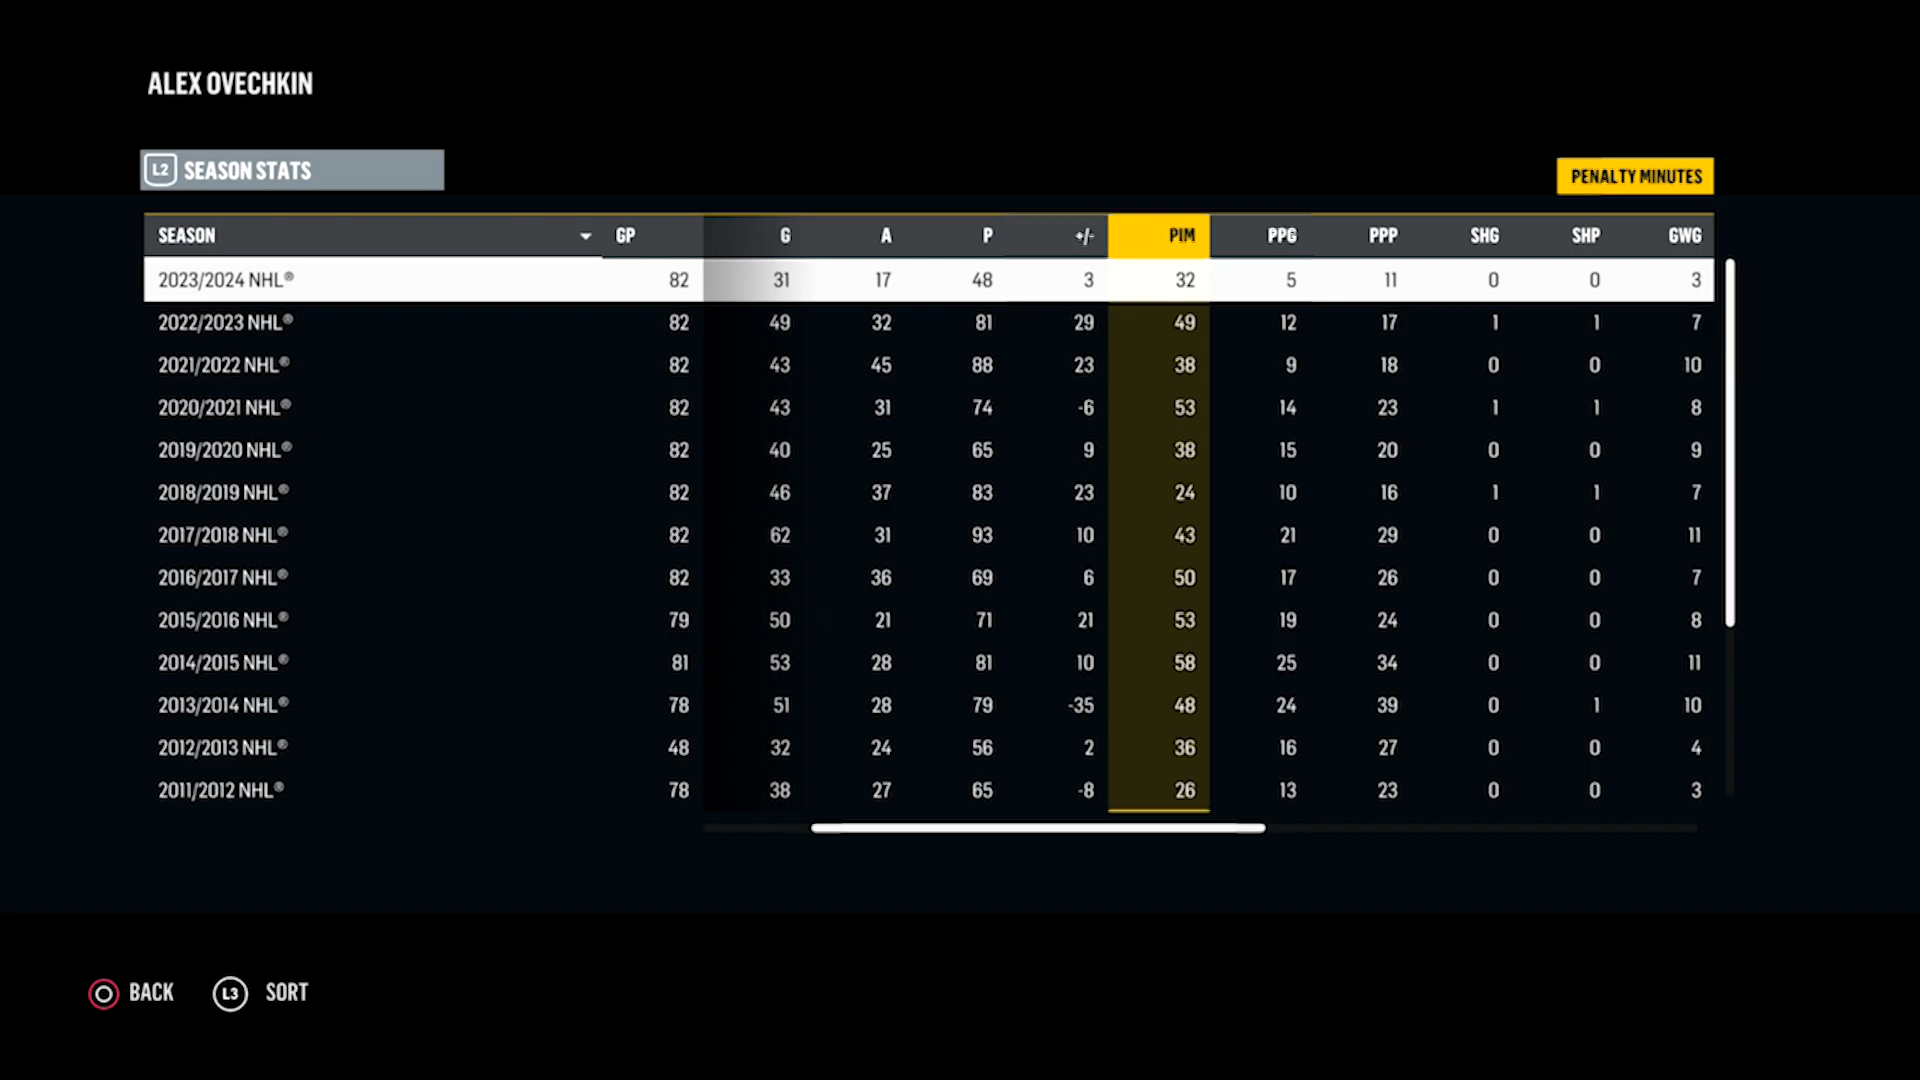 ALEX OVECHKIN
L2 SEASON STATS
PENALTY MINUTES
SEASON GP G A P +/- PIM PPG PPP SHG SHP GWG
2023/2024 NHL® 82 31 17 48 3 32 5 11 0 0 3
2022/2023 NHL® 82 49 32 81 29 49 12 17 1 1 7
2021/2022 NHL® 82 43 45 88 23 38 9 18 0 0 10
2020/2021 NHL® 82 43 31 74 -6 53 14 23 1 1 8
2019/2020 NHL® 82 40 25 65 9 38 15 20 0 0 9
2018/2019 NHL® 82 46 37 83 23 24 10 16 1 1 7
2017/2018 NHL® 82 62 31 93 10 43 21 29 0 0 11
2016/2017 NHL® 82 33 36 69 6 50 17 26 0 0 7
2015/2016 NHL® 79 50 21 71 21 53 19 24 0 0 8
2014/2015 NHL® 81 53 28 81 10 58 25 34 0 0 11
2013/2014 NHL® 78 51 28 79 -35 48 24 39 0 1 10
2012/2013 NHL® 48 32 24 56 2 36 16 27 0 0 4
2011/2012 NHL® 78 38 27 65 -8 26 13 23 0 0 3
BACK L3 SORT